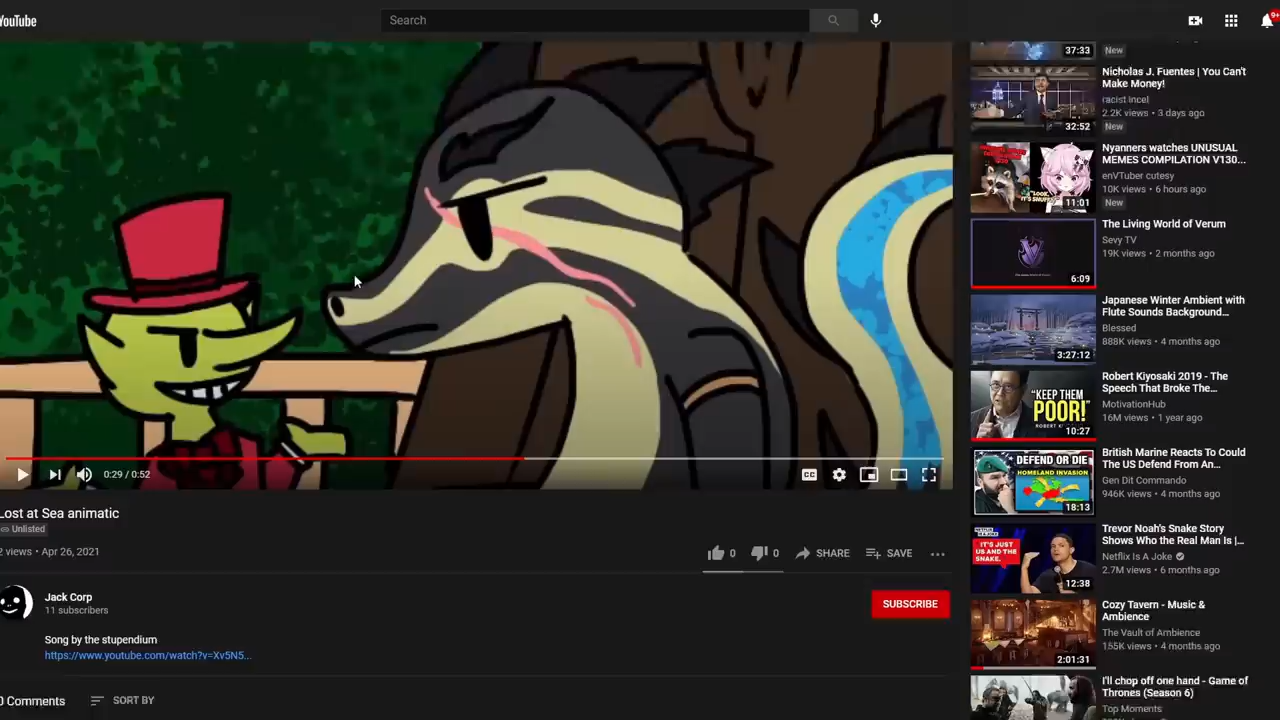 YouTube
Search
9+
0:29 / 0:52
CC
Lost at Sea animatic
Unlisted
2 views • Apr 26, 2021
0
0
SHARE
SAVE
Jack Corp
11 subscribers
SUBSCRIBE
Song by the stupendium
https://www.youtube.com/watch?v=Xv5N5...
0 Comments
SORT BY
37:33
New
Nicholas J. Fuentes | You Can't
Make Money!
racist incel
2.2K views • 3 days ago
New
32:52
Nyanners watches UNUSUAL
MEMES COMPILATION V130...
enVTuber cutesy
10K views • 6 hours ago
New
11:01
The Living World of Verum
Sevy TV
19K views • 2 months ago
6:09
Japanese Winter Ambient with
Flute Sounds Background...
Blessed
888K views • 4 months ago
3:27:12
Robert Kiyosaki 2019 - The
Speech That Broke The...
MotivationHub
16M views • 1 year ago
"KEEP THEM
POOR!"
10:27
British Marine Reacts To Could
The US Defend From An...
Gen Dit Commando
946K views • 4 months ago
DEFEND OR DIE
HOMELAND INVASION
18:13
Trevor Noah's Snake Story
Shows Who the Real Man Is |...
Netflix Is A Joke
2.7M views • 6 months ago
IT'S JUST
US AND THE
SNAKE.
12:38
Cozy Tavern - Music &
Ambience
The Vault of Ambience
155K views • 4 months ago
2:01:31
I'll chop off one hand - Game of
Thrones (Season 6)
Top Moments